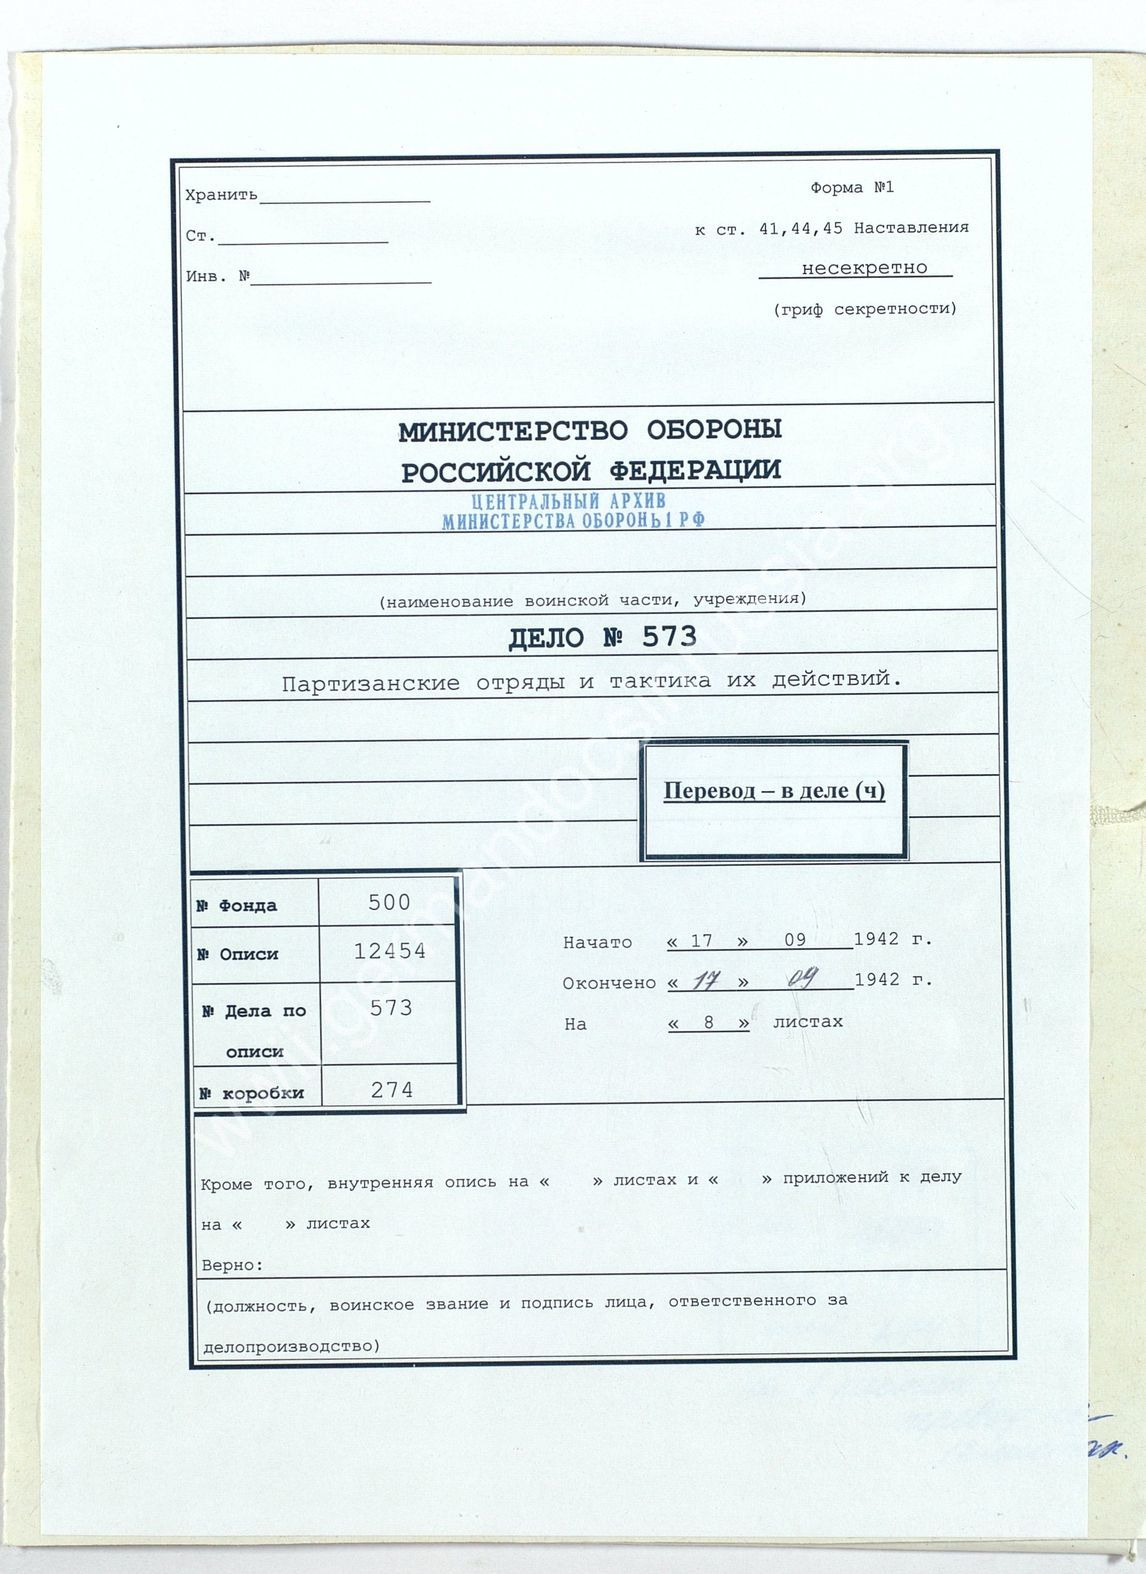 Хранить
Форма №1
Ст.
к ст. 41,44,45 Наставления
Инв. №
несекретно
(гриф секретности)
МИНИСТЕРСТВО ОБОРОНЫ
РОССИЙСКОЙ ФЕДЕРАЦИИ
ЦЕНТРАЛЬНЫЙ АРХИВ
МИНИСТЕРСТВА ОБОРОНЫ РФ
(наименование воинской части, учреждения)
ДЕЛО № 573
Партизанские отряды и тактика их действий.
Перевод – в деле (ч)
№ Фонда 500
№ Описи 12454
№ Дела по описи 573
№ коробки 274
Начато « 17 » 09 1942 г.
Окончено « 17 » 09 1942 г.
На « 8 » листах
Кроме того, внутренняя опись на « » листах и « » приложений к делу
на « » листах
Верно:
(должность, воинское звание и подпись лица, ответственного за
делопроизводство)